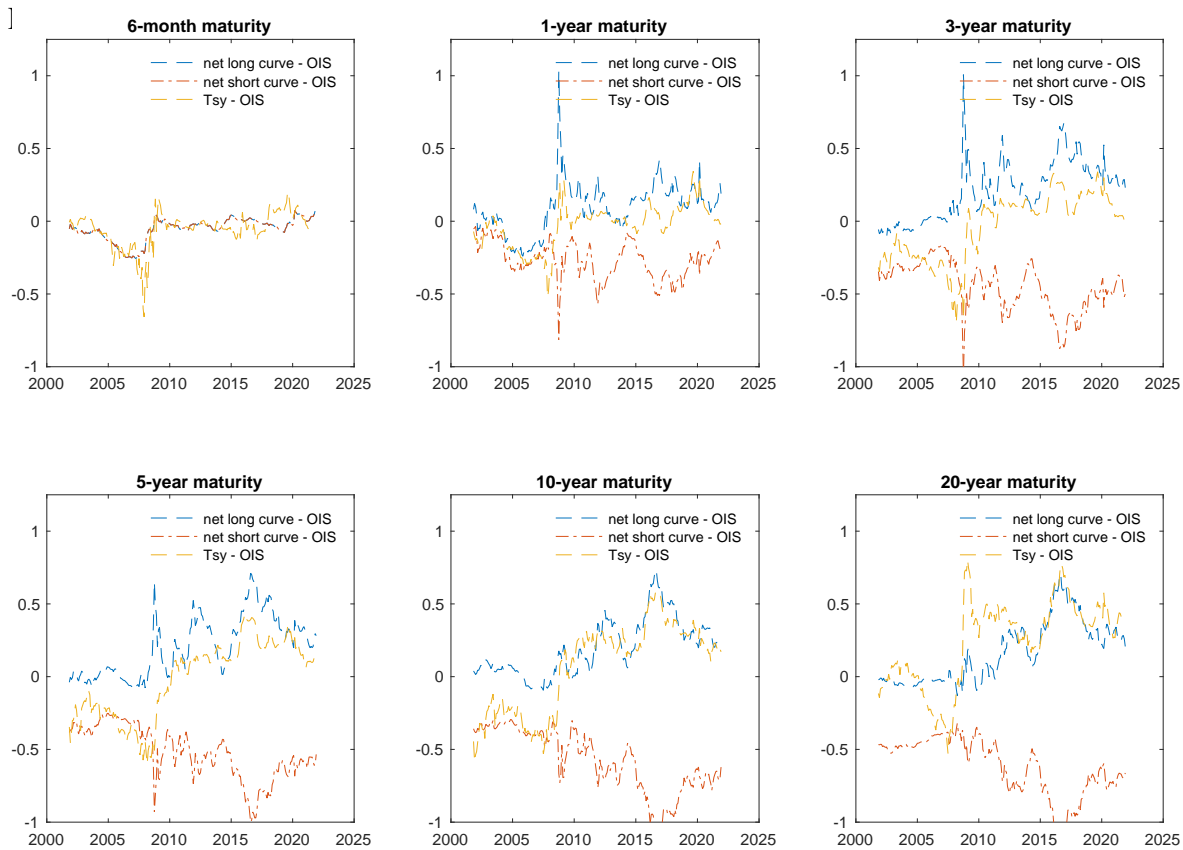 ]
6-month maturity
1
0.5
0
-0.5
-1
2000 2005 2010 2015 2020 2025
net long curve - OIS
net short curve - OIS
Tsy - OIS
1-year maturity
1
0.5
0
-0.5
-1
2000 2005 2010 2015 2020 2025
net long curve - OIS
net short curve - OIS
Tsy - OIS
3-year maturity
1
0.5
0
-0.5
-1
2000 2005 2010 2015 2020 2025
net long curve - OIS
net short curve - OIS
Tsy - OIS
5-year maturity
1
0.5
0
-0.5
-1
2000 2005 2010 2015 2020 2025
net long curve - OIS
net short curve - OIS
Tsy - OIS
10-year maturity
1
0.5
0
-0.5
-1
2000 2005 2010 2015 2020 2025
net long curve - OIS
net short curve - OIS
Tsy - OIS
20-year maturity
1
0.5
0
-0.5
-1
2000 2005 2010 2015 2020 2025
net long curve - OIS
net short curve - OIS
Tsy - OIS